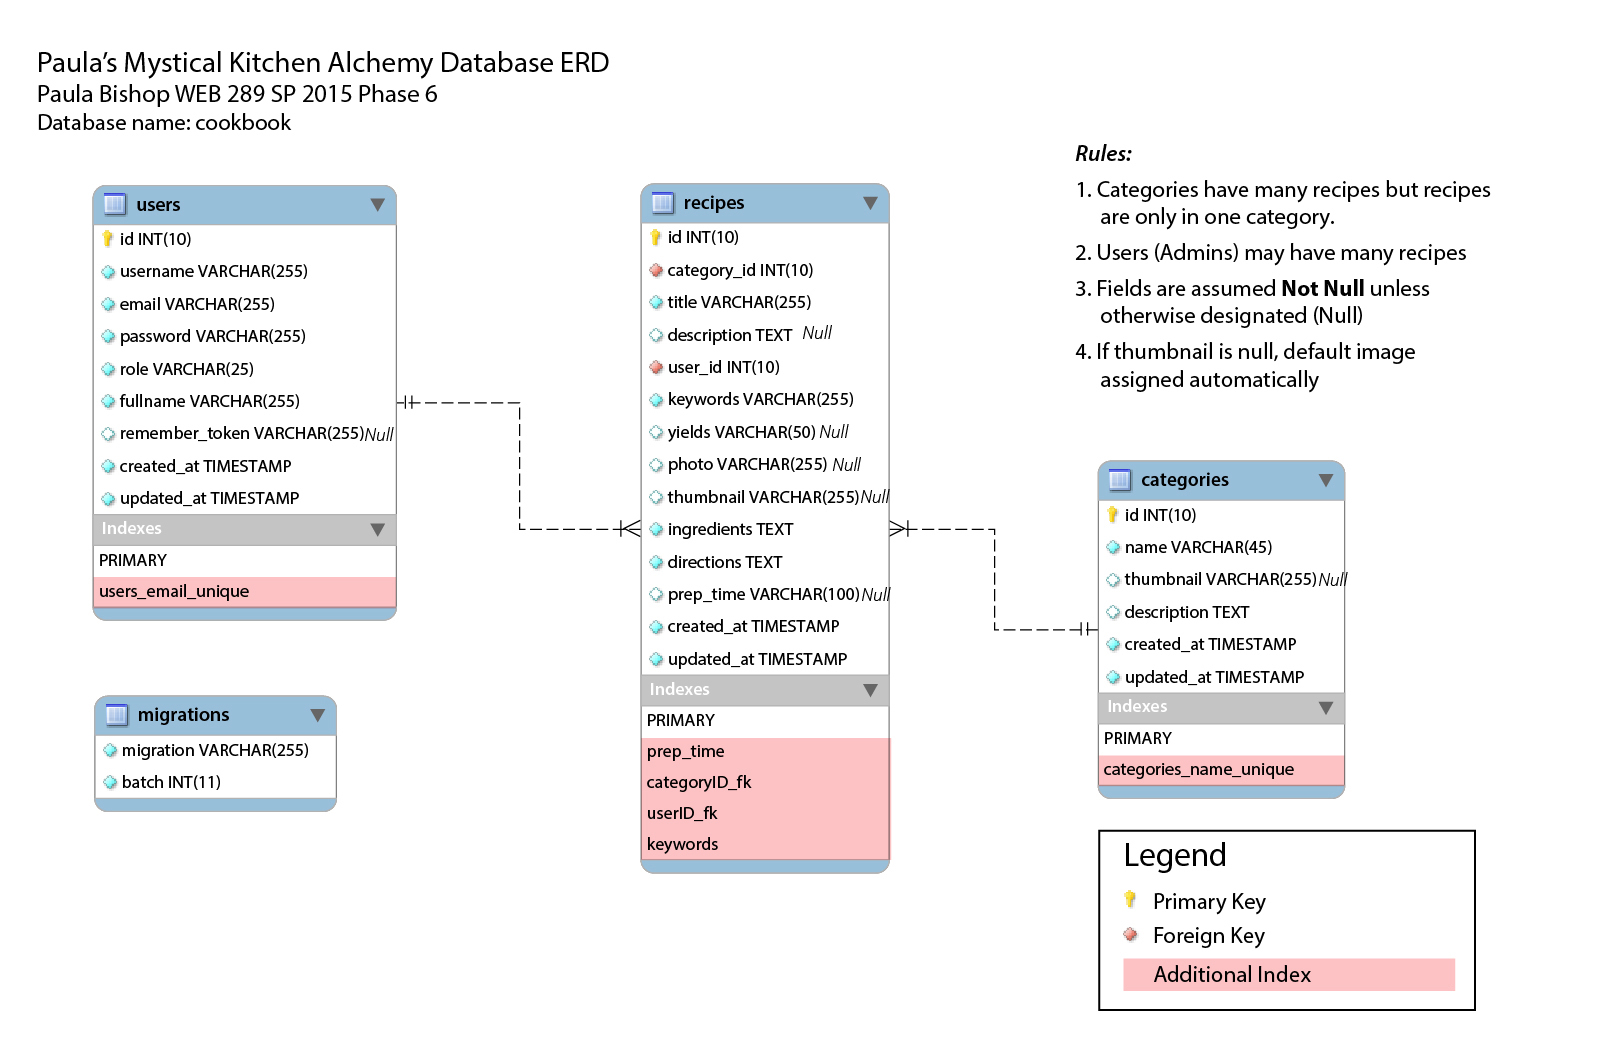 Paula’s Mystical Kitchen Alchemy Database ERD
Paula Bishop WEB 289 SP 2015 Phase 6
Database name: cookbook
users
id INT(10)
username VARCHAR(255)
email VARCHAR(255)
password VARCHAR(255)
role VARCHAR(25)
fullname VARCHAR(255)
remember_token VARCHAR(255)Null
created_at TIMESTAMP
updated_at TIMESTAMP
Indexes
PRIMARY
users_email_unique
migrations
migration VARCHAR(255)
batch INT(11)
recipes
id INT(10)
category_id INT(10)
title VARCHAR(255)
description TEXT Null
user_id INT(10)
keywords VARCHAR(255)
yields VARCHAR(50) Null
photo VARCHAR(255) Null
thumbnail VARCHAR(255)Null
ingredients TEXT
directions TEXT
prep_time VARCHAR(100)Null
created_at TIMESTAMP
updated_at TIMESTAMP
Indexes
PRIMARY
prep_time
categoryID_fk
userID_fk
keywords
Rules:
1. Categories have many recipes but recipes
are only in one category.
2. Users (Admins) may have many recipes
3. Fields are assumed Not Null unless
otherwise designated (Null)
4. If thumbnail is null, default image
assigned automatically
categories
id INT(10)
name VARCHAR(45)
thumbnail VARCHAR(255)Null
description TEXT
created_at TIMESTAMP
updated_at TIMESTAMP
Indexes
PRIMARY
categories_name_unique
Legend
Primary Key
Foreign Key
Additional Index